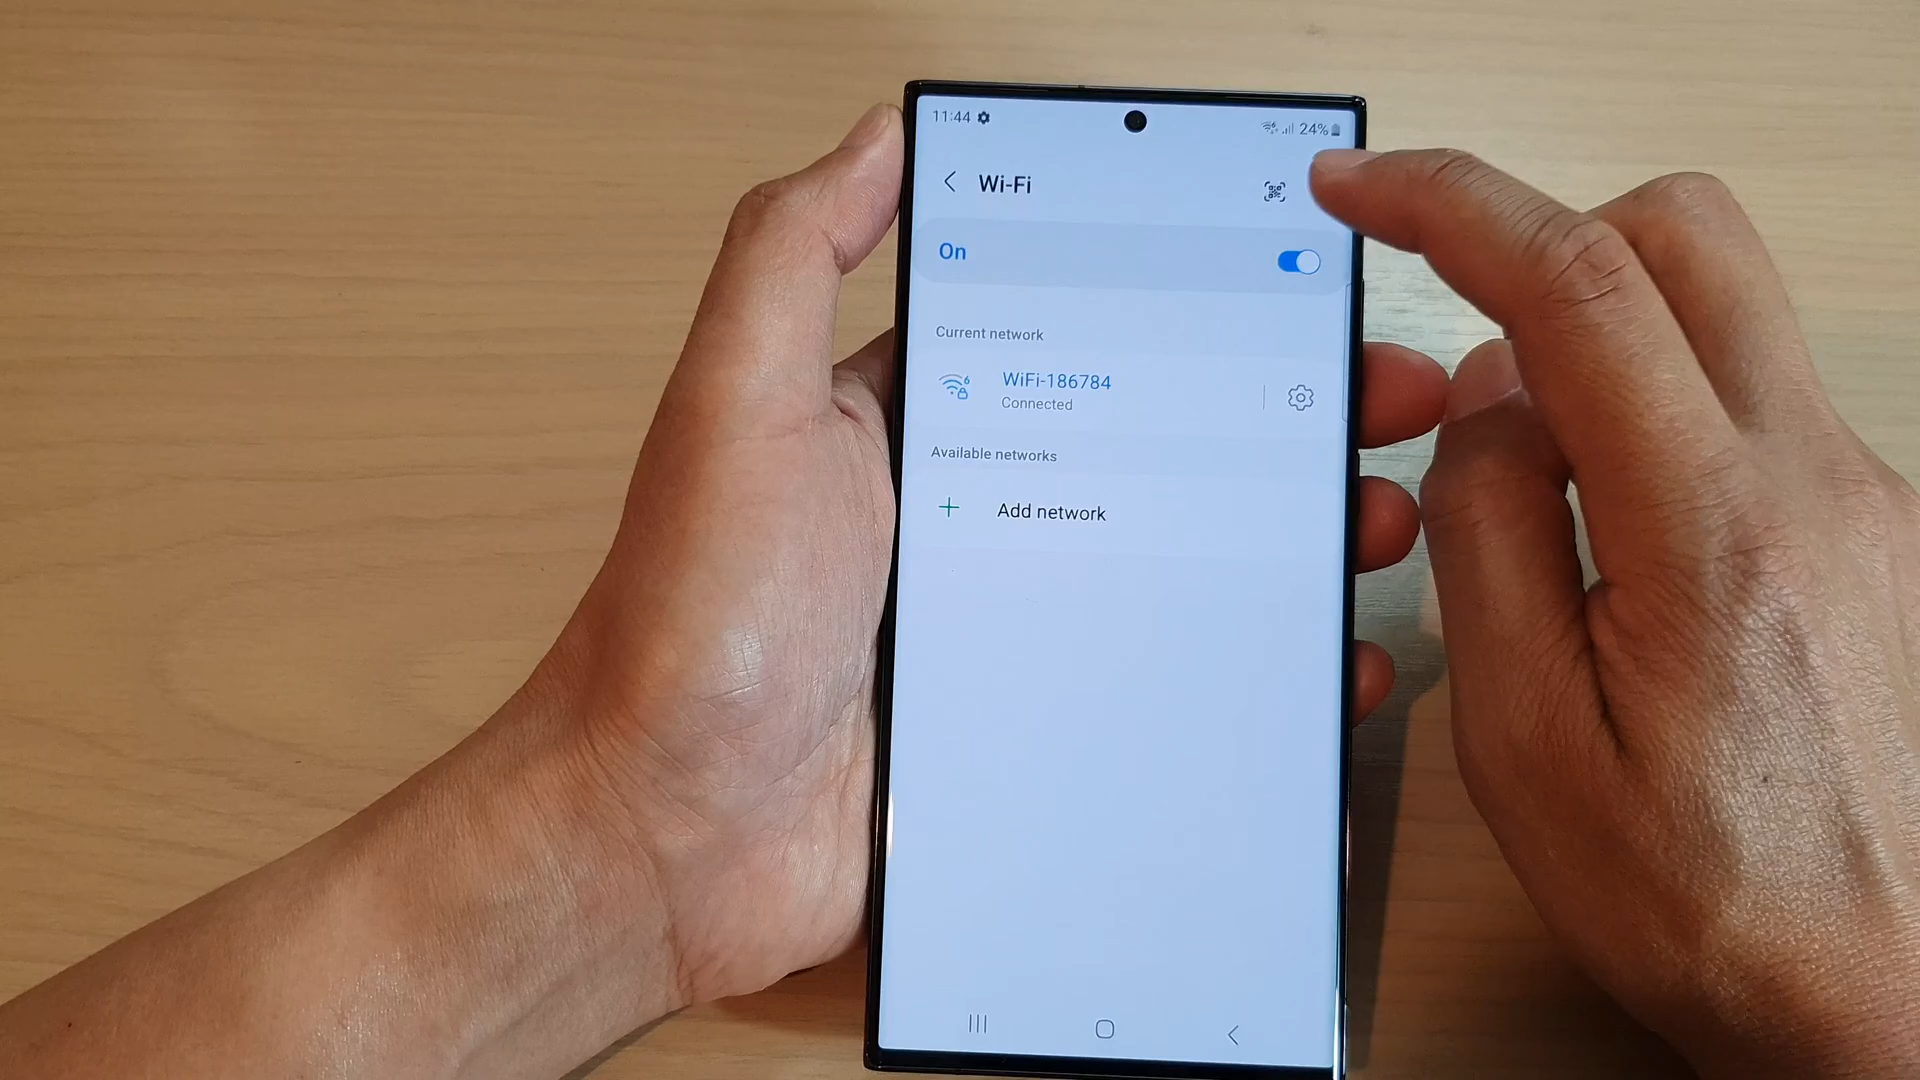 11:44
24%
Wi-Fi
On
Current network
WiFi-186784
Connected
Available networks
Add network